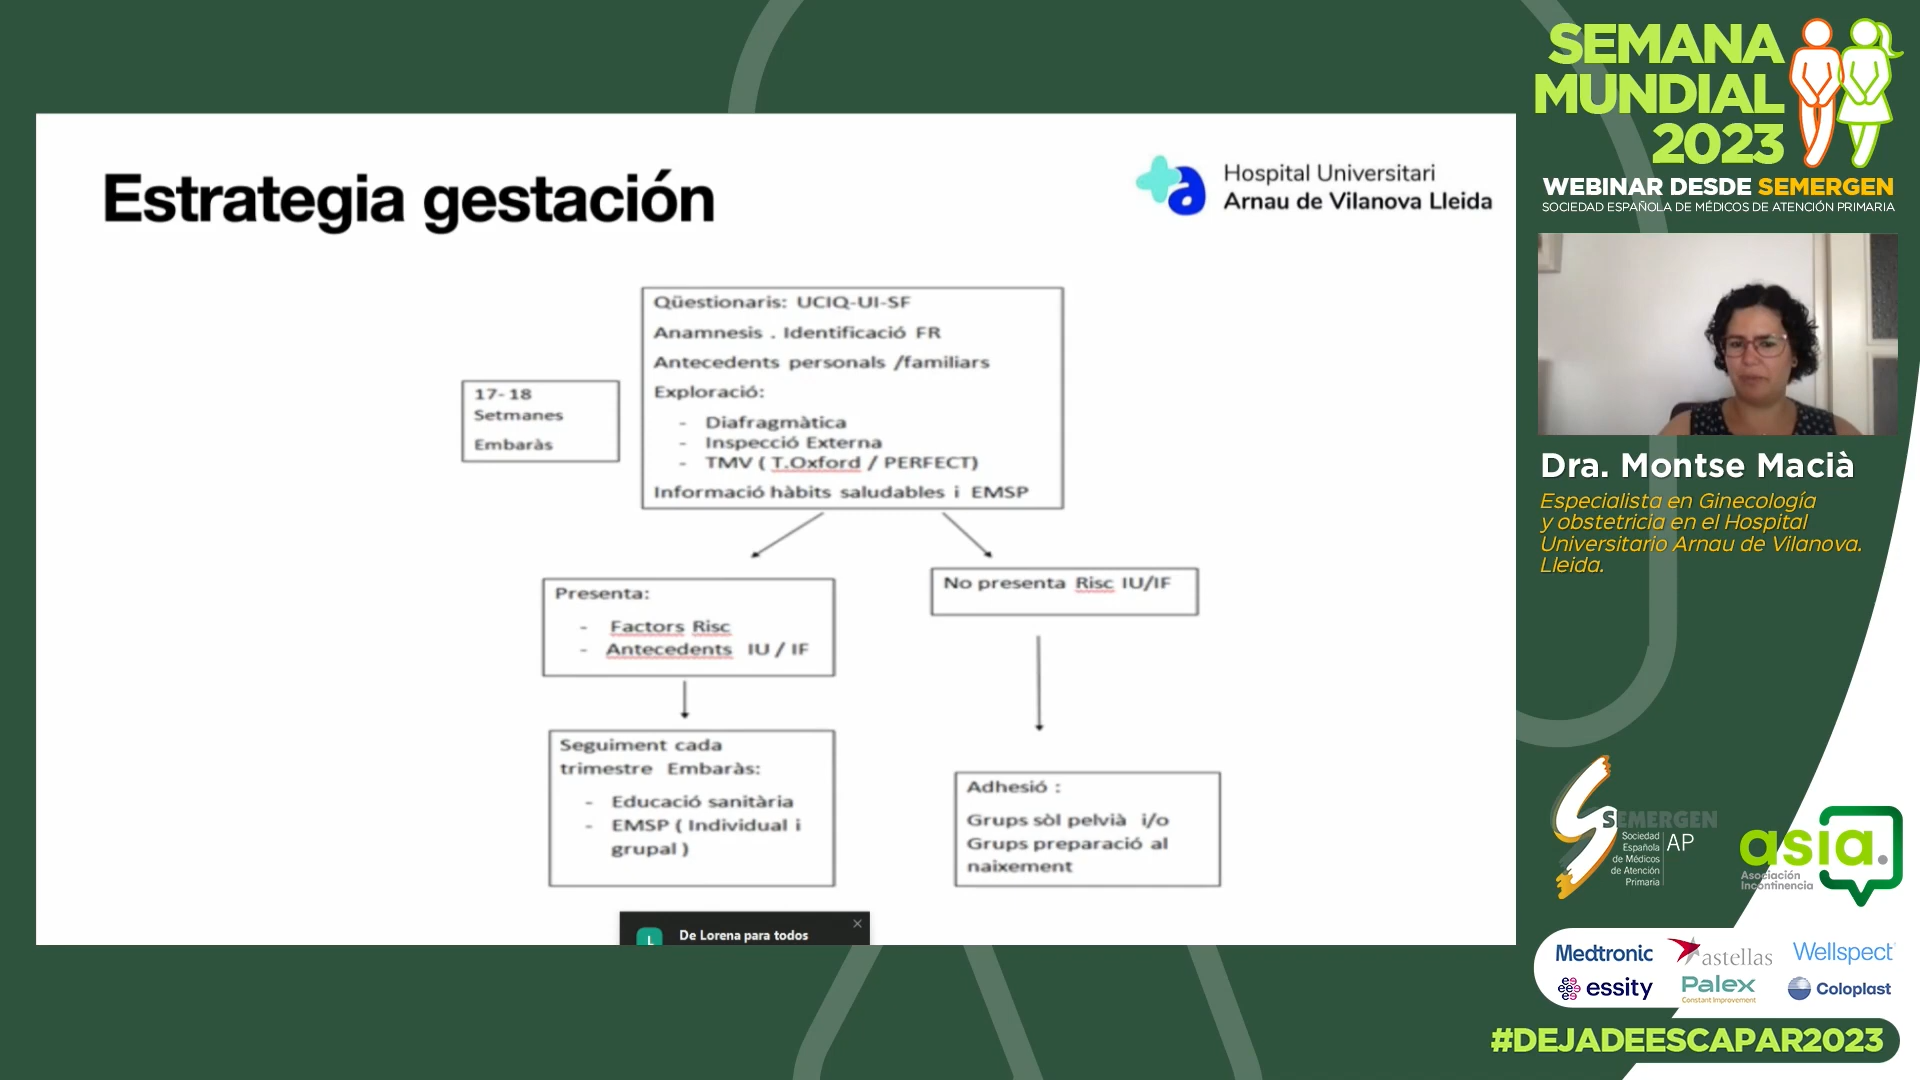 Estrategia gestación
Hospital Universitari
Arnau de Vilanova Lleida
17-18
Setmanes
Embaràs
Qüestionaris: UCIQ-UI-SF
Anamnesis . Identificació FR
Antecedents personals /familiars
Exploració:
- Diafragmàtica
- Inspecció Externa
- TMV ( T.Oxford / PERFECT)
Informació hàbits saludables i EMSP
Presenta:
- Factors Risc
- Antecedents IU / IF
No presenta Risc IU/IF
Seguiment cada
trimestre Embaràs:
- Educació sanitària
- EMSP ( Individual i
grupal )
Adhesió :
Grups sòl pelvià i/o
Grups preparació al
naixement
L
De Lorena para todos
SEMANA
MUNDIAL
2023
WEBINAR DESDE SEMERGEN
SOCIEDAD ESPAÑOLA DE MÉDICOS DE ATENCIÓN PRIMARIA
Dra. Montse Macià
Especialista en Ginecología
y obstetricia en el Hospital
Universitario Arnau de Vilanova.
Lleida.
SEMERGEN
Sociedad
Española
de Médicos
de Atención
Primaria
AP
asia.
Asociación
Incontinencia
Medtronic
astellas
Wellspect
essity
Palex
Constant Improvement
Coloplast
#DEJADEESCAPAR2023